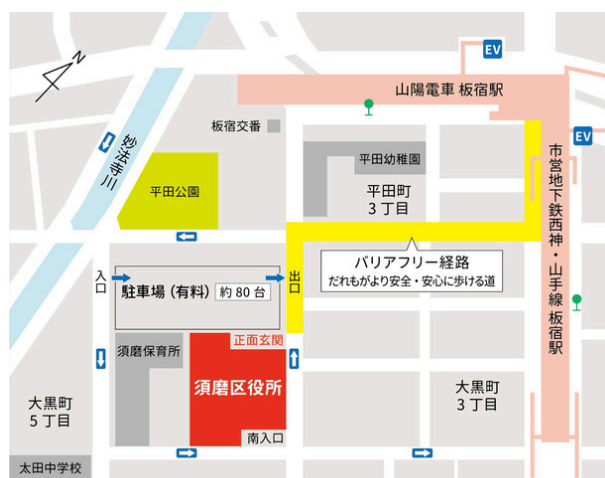 N
EV
山陽電車 板宿駅
板宿交番
妙法寺川
平田幼稚園
EV
平田公園
平田町
3丁目
市営地下鉄西神・山手線 板宿駅
バリアフリー経路
だれもがより安全・安心に歩ける道
入口
駐車場(有料) 約80台
出口
正面玄関
須磨保育所
須磨区役所
大黒町
3丁目
大黒町
5丁目
南入口
太田中学校